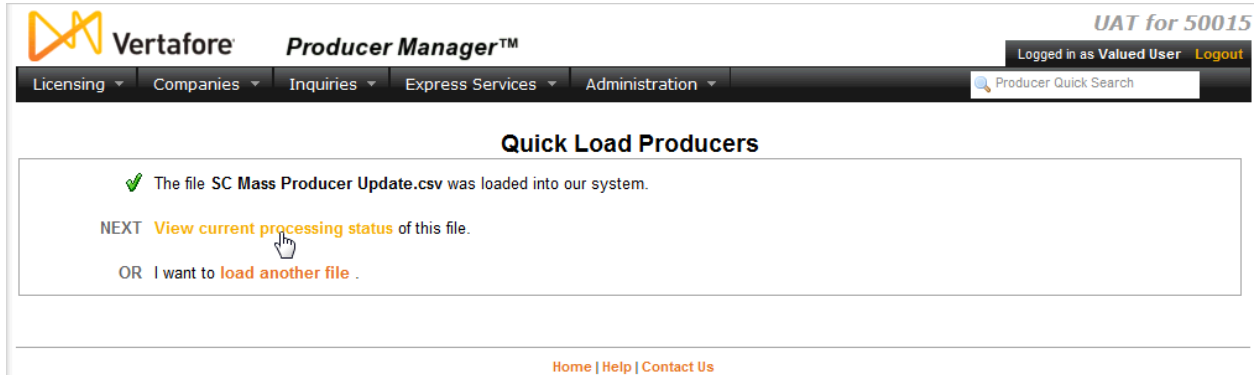 UAT for 50015
Vertafore Producer Manager™
Logged in as Valued User Logout
Licensing Companies Inquiries Express Services Administration Producer Quick Search
Quick Load Producers
The file SC Mass Producer Update.csv was loaded into our system.
NEXT View current processing status of this file.
OR I want to load another file .
Home | Help | Contact Us